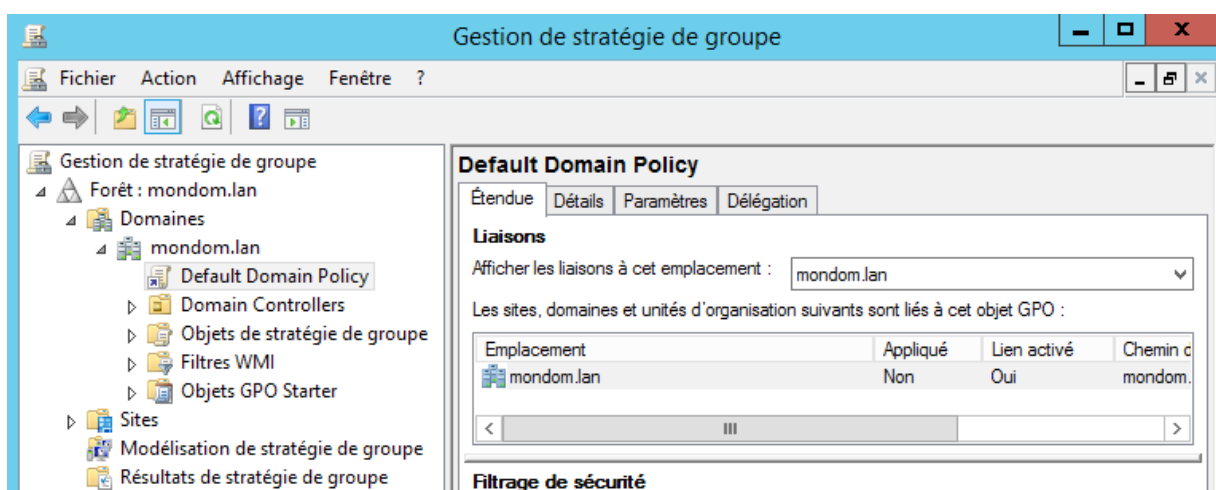 Gestion de stratégie de groupe
Fichier Action Affichage Fenêtre ?
Gestion de stratégie de groupe
Forêt : mondom.lan
Domaines
mondom.lan
Default Domain Policy
Domain Controllers
Objets de stratégie de groupe
Filtres WMI
Objets GPO Starter
Sites
Modélisation de stratégie de groupe
Résultats de stratégie de groupe
Default Domain Policy
Étendue Détails Paramètres Délégation
Liaisons
Afficher les liaisons à cet emplacement : mondom.lan
Les sites, domaines et unités d'organisation suivants sont liés à cet objet GPO :
Emplacement Appliqué Lien activé Chemin d
mondom.lan Non Oui mondom.
Filtrage de sécurité